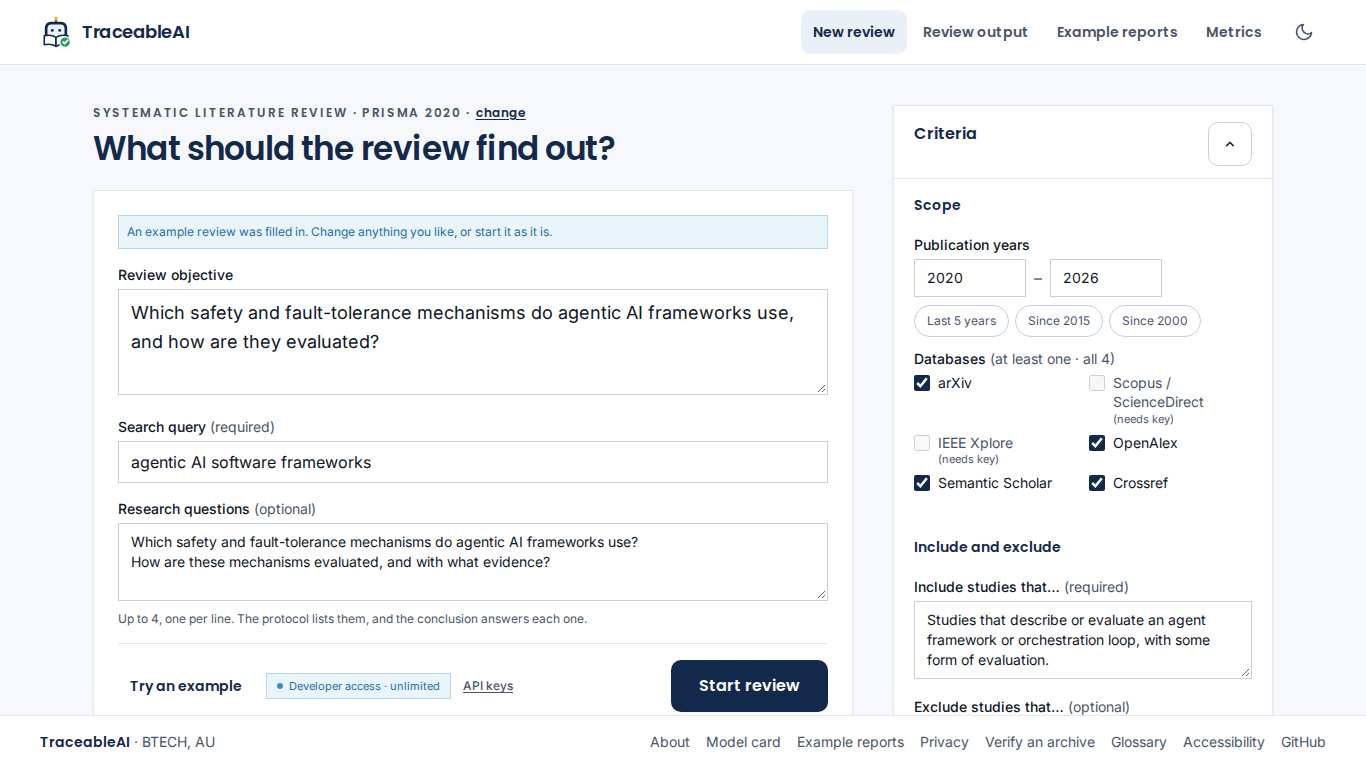 TraceableAI
New review
Review output
Example reports
Metrics
SYSTEMATIC LITERATURE REVIEW · PRISMA 2020 · change
What should the review find out?
An example review was filled in. Change anything you like, or start it as it is.
Review objective
Which safety and fault-tolerance mechanisms do agentic AI frameworks use,
and how are they evaluated?
Search query (required)
agentic AI software frameworks
Research questions (optional)
Which safety and fault-tolerance mechanisms do agentic AI frameworks use?
How are these mechanisms evaluated, and with what evidence?
Up to 4, one per line. The protocol lists them, and the conclusion answers each one.
Try an example
Developer access · unlimited
API keys
Start review
Criteria
Scope
Publication years
2020 – 2026
Last 5 years
Since 2015
Since 2000
Databases (at least one · all 4)
arXiv
Scopus /
ScienceDirect
(needs key)
IEEE Xplore
(needs key)
OpenAlex
Semantic Scholar
Crossref
Include and exclude
Include studies that... (required)
Studies that describe or evaluate an agent
framework or orchestration loop, with some
form of evaluation.
Exclude studies that... (optional)
TraceableAI · BTECH, AU
About
Model card
Example reports
Privacy
Verify an archive
Glossary
Accessibility
GitHub